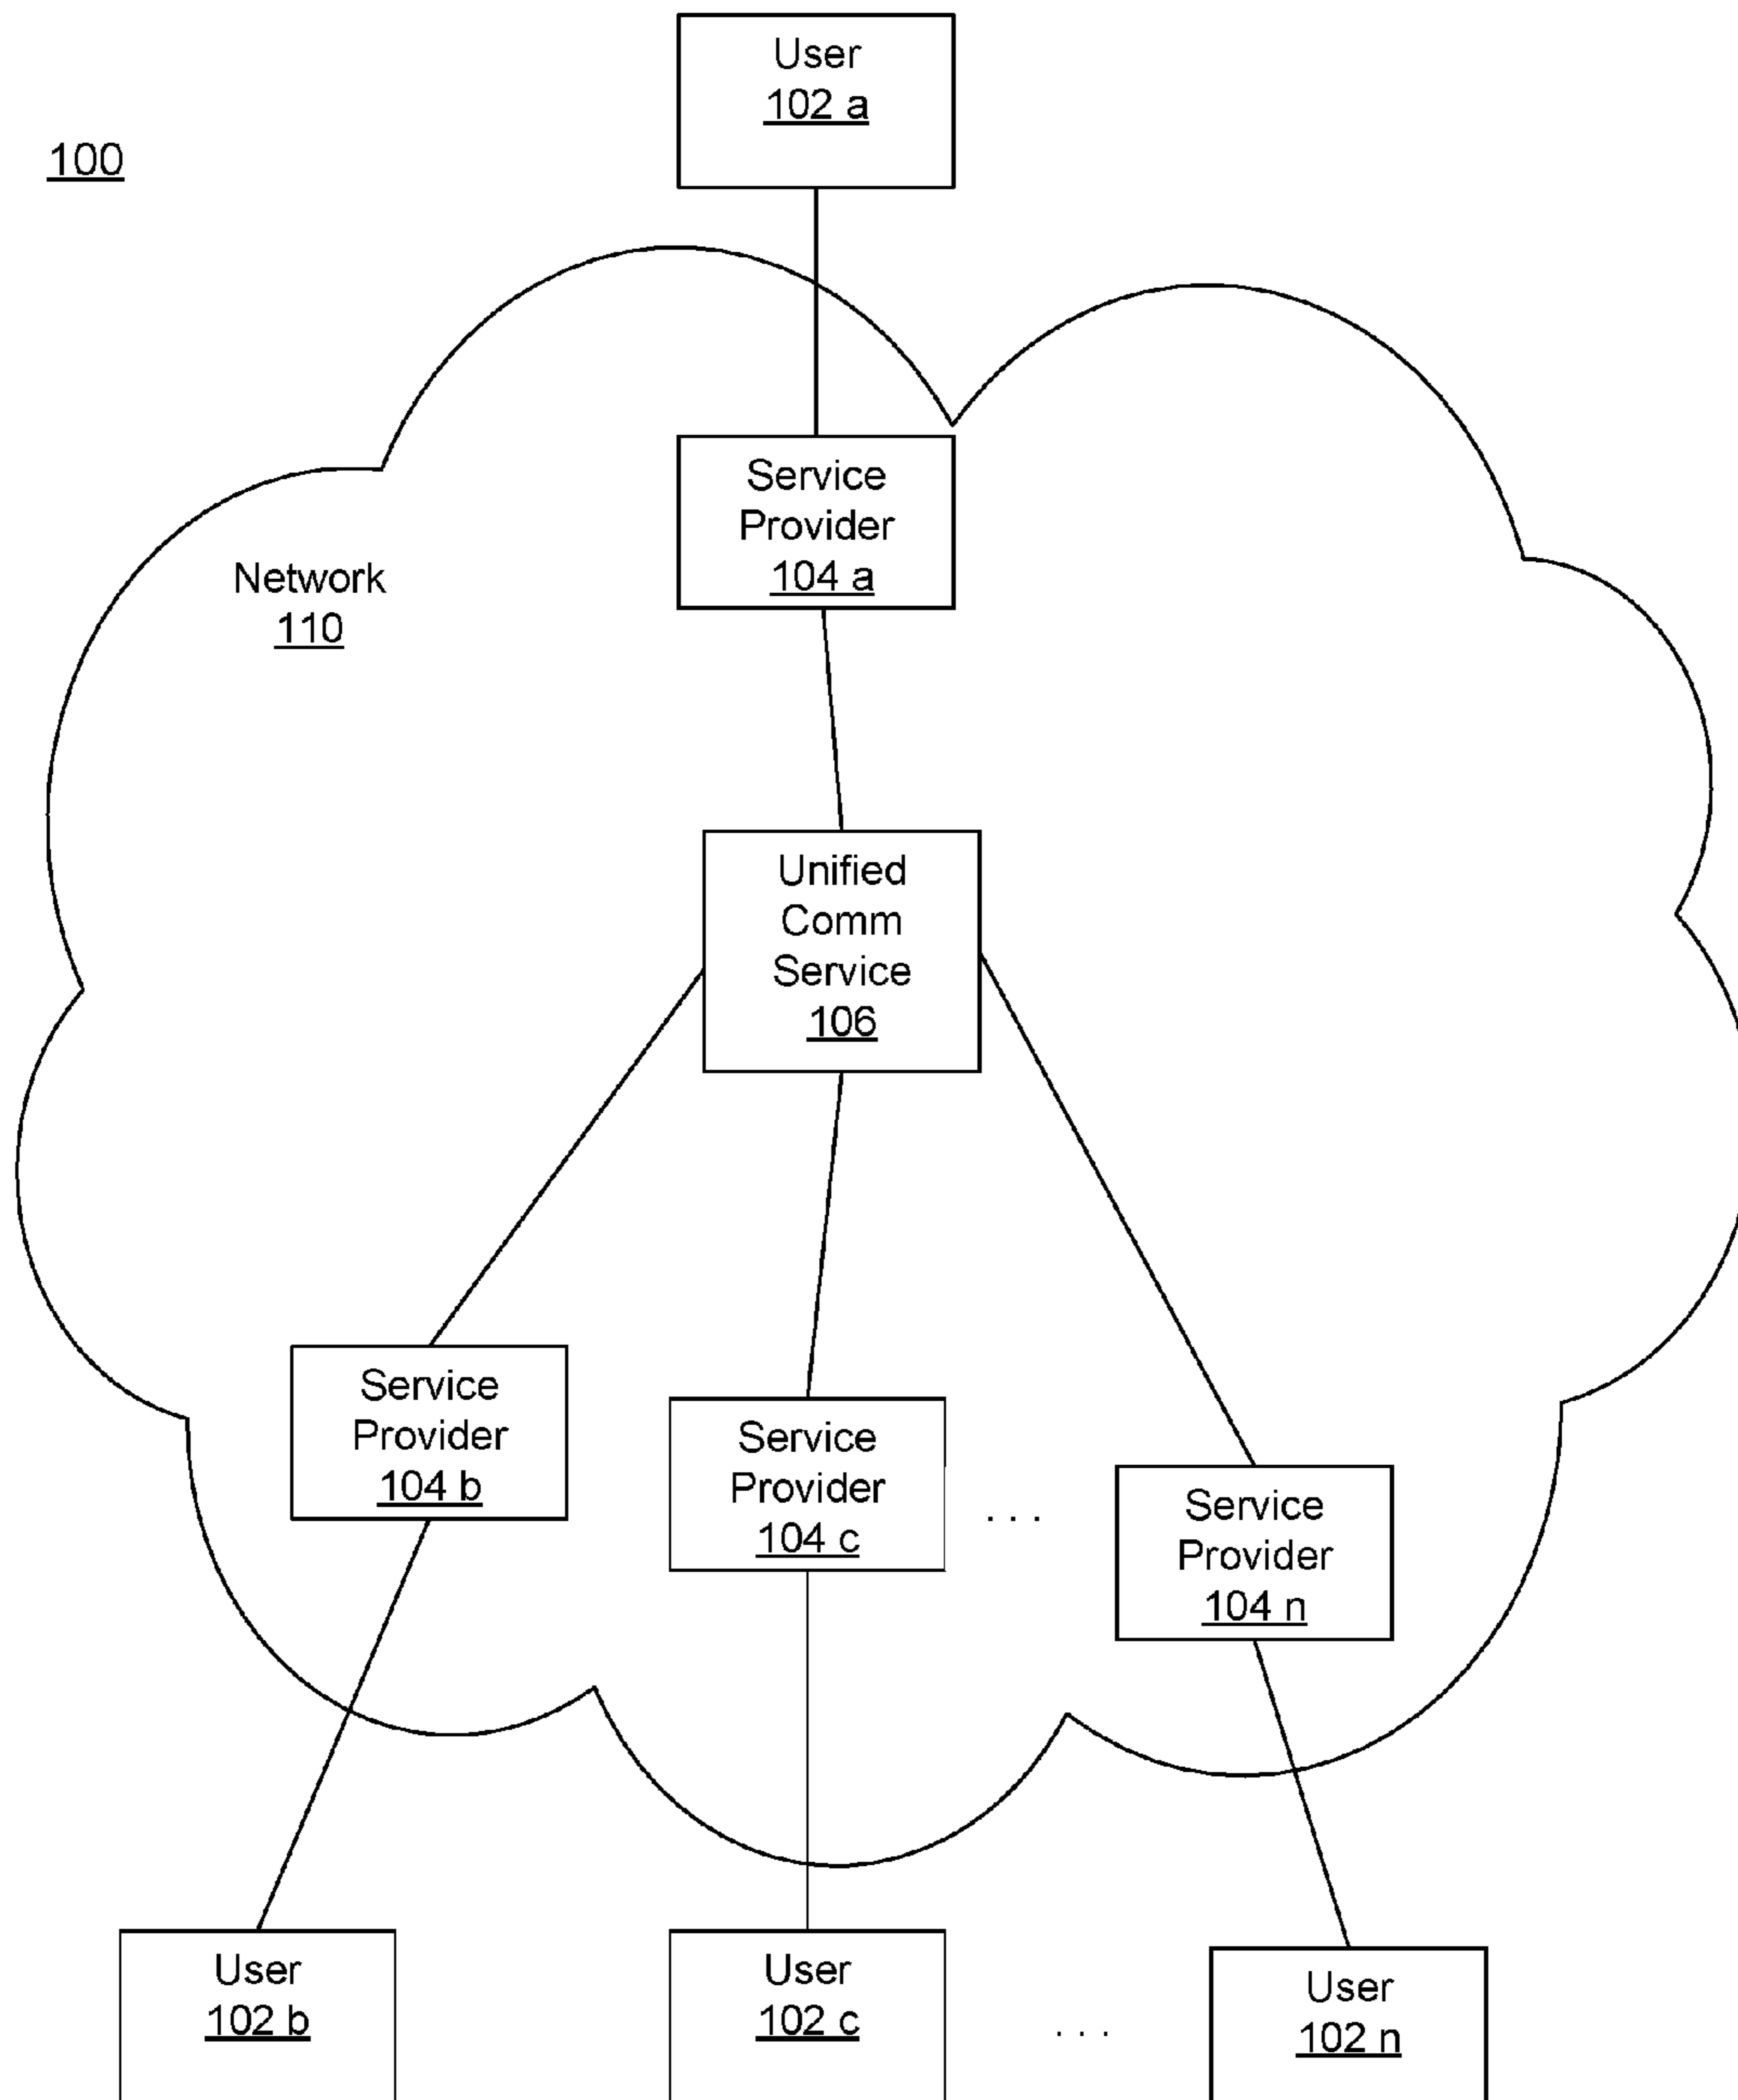 User
102 a
100
Service
Provider
104 a
Network
110
Unified
Comm
Service
106
Service
Provider
104 b
Service
Provider
104 c
. . .
Service
Provider
104 n
User
102 b
User
102 c
. . .
User
102 n